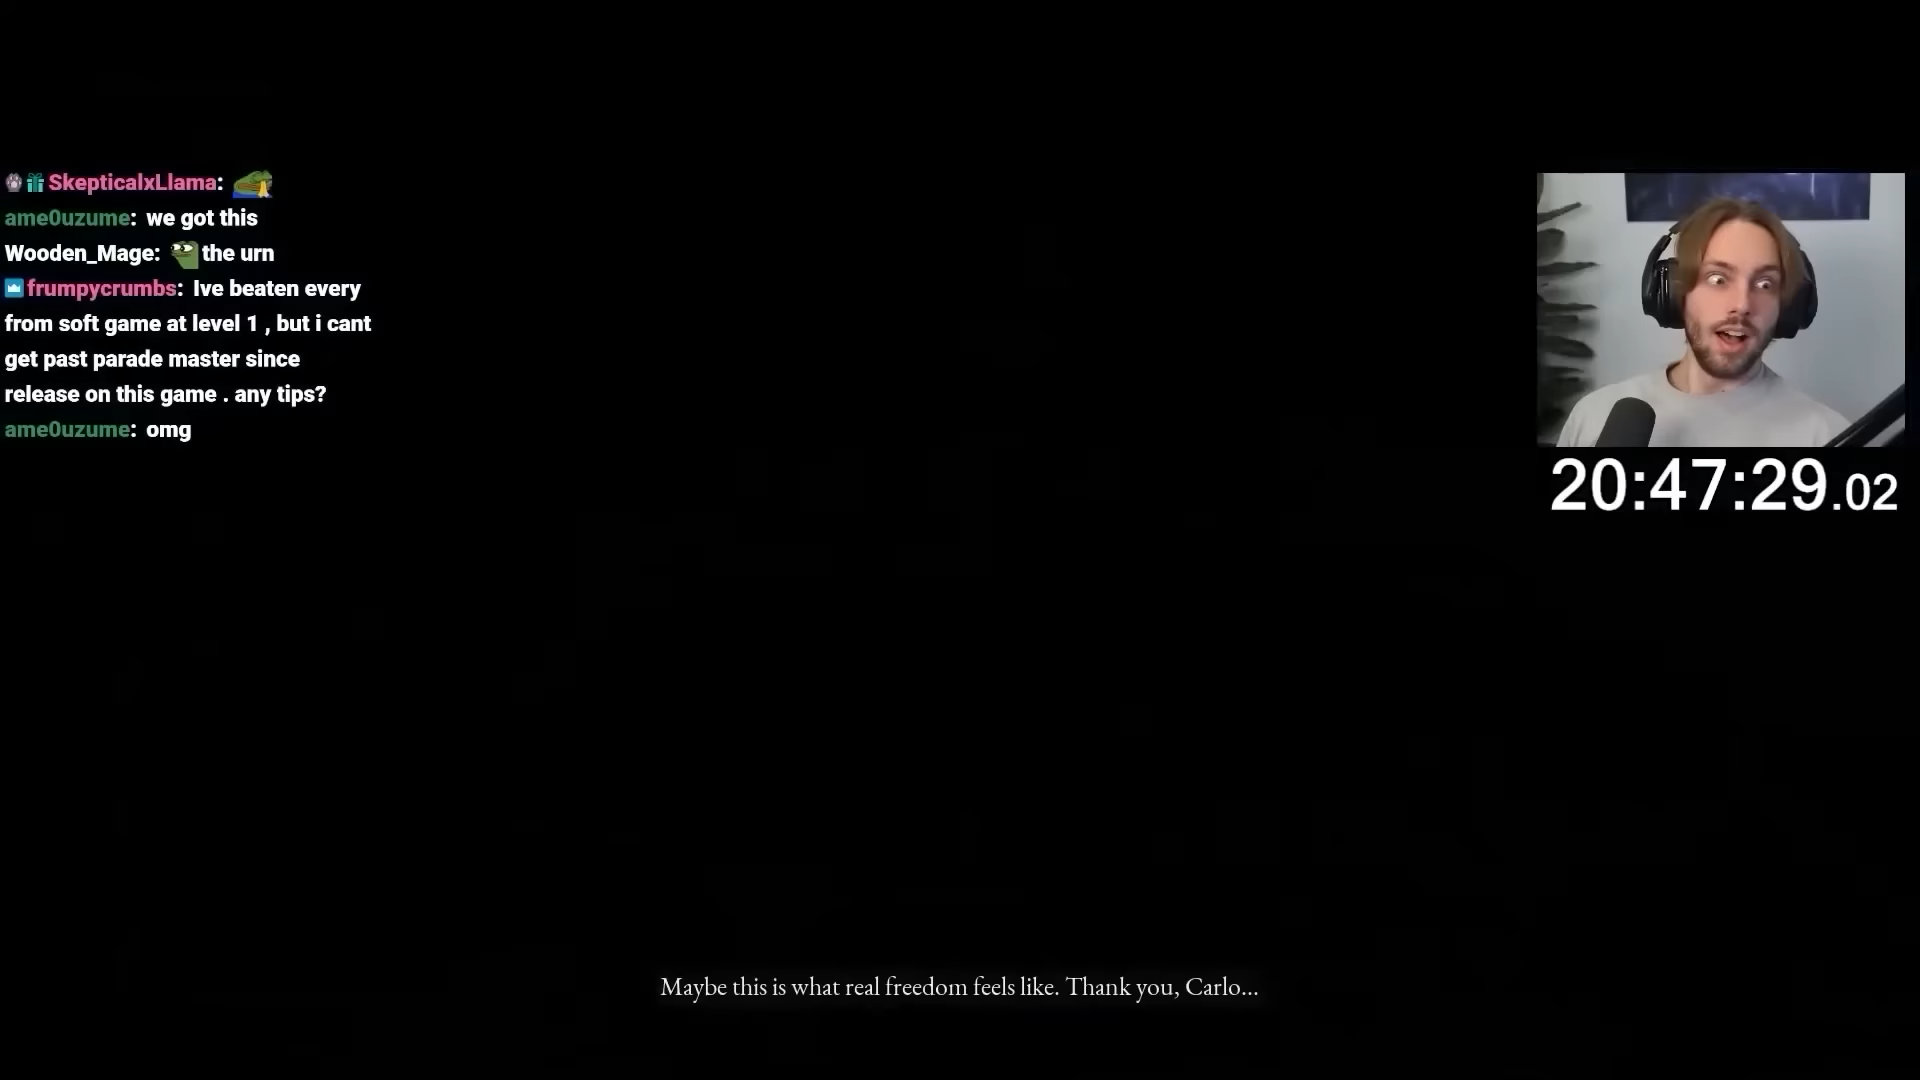 SkepticalxLlama:
ame0uzume: we got this
Wooden_Mage: the urn
frumpycrumbs: Ive beaten every
from soft game at level 1 , but i cant
get past parade master since
release on this game . any tips?
ame0uzume: omg
20:47:29.02
Maybe this is what real freedom feels like. Thank you, Carlo...